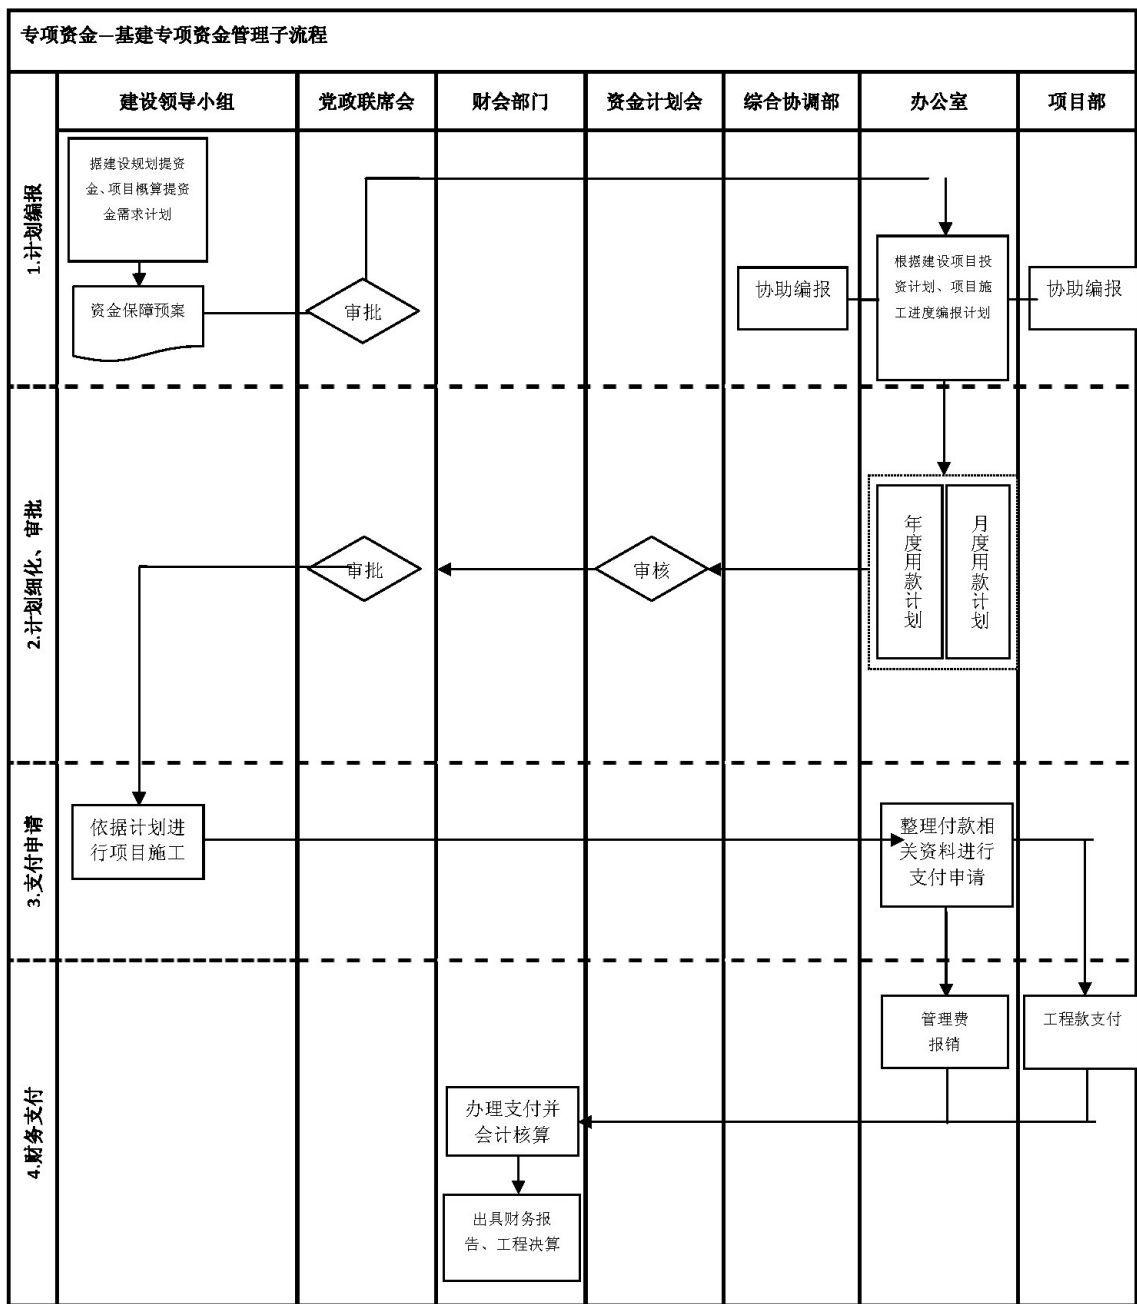 专项资金—基建专项资金管理子流程
建设领导小组
党政联席会
财会部门
资金计划会
综合协调部
办公室
项目部
1.计划编报
据建设规划提资
金、项目概算提资
金需求计划
资金保障预案
审批
协助编报
根据建设项目投
资计划、项目施
工进度编报计划
协助编报
2.计划细化、审批
审批
审核
年度用款计划
月度用款计划
3.支付申请
依据计划进
行项目施工
整理付款相
关资料进行
支付申请
4.财务支付
管理费
报销
工程款支付
办理支付并
会计核算
出具财务报
告、工程决算